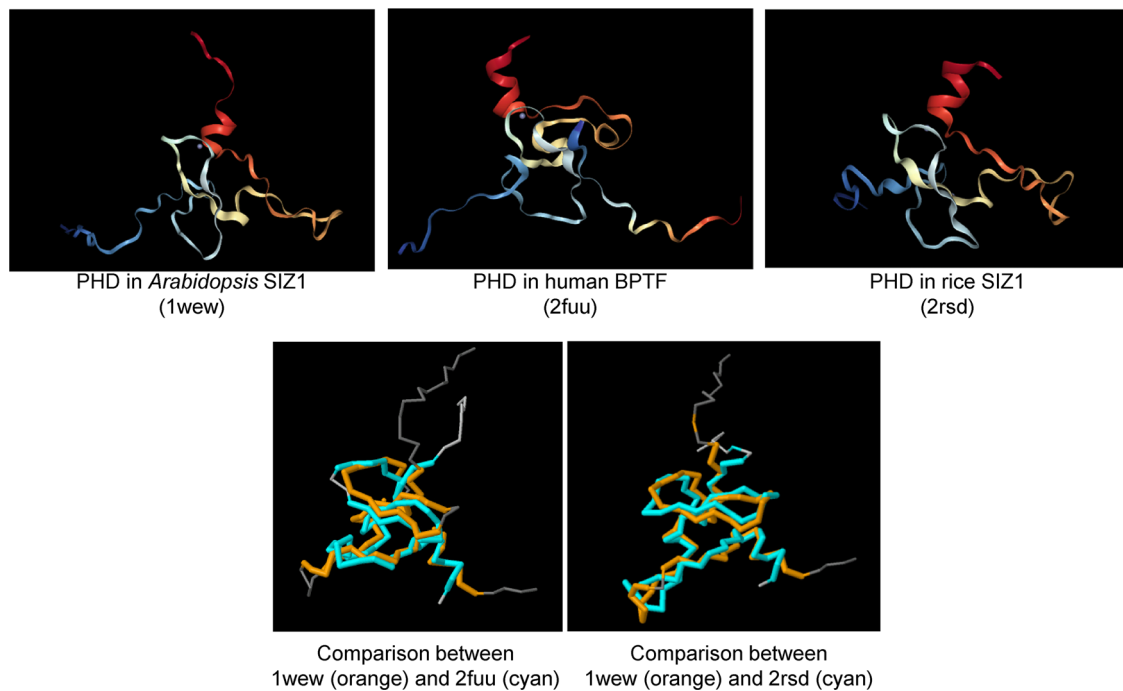 PHD in Arabidopsis SIZ1
(1wew)
PHD in human BPTF
(2fuu)
PHD in rice SIZ1
(2rsd)
Comparison between
1wew (orange) and 2fuu (cyan)
Comparison between
1wew (orange) and 2rsd (cyan)